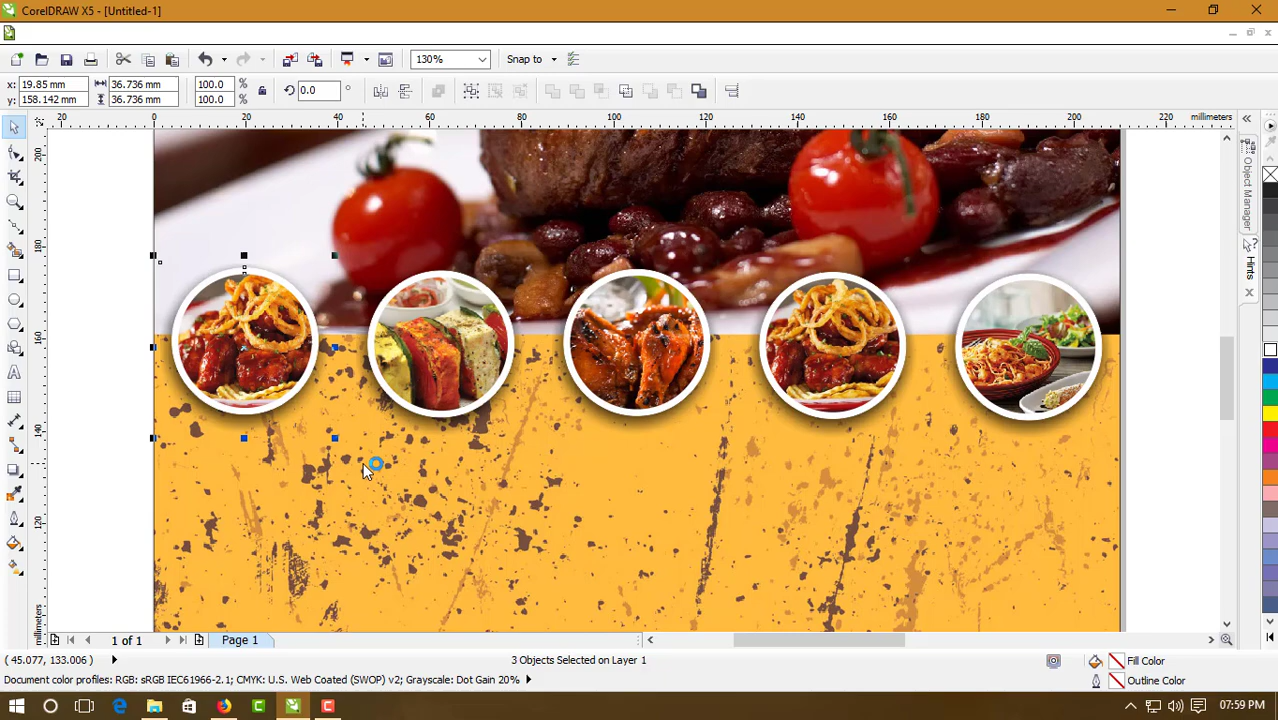 CorelDRAW X5 - [Untitled-1]
130%
Snap to
x: 19.85 mm
y: 158.142 mm
36.736 mm
36.736 mm
100.0 %
100.0 %
0.0 °
20 0 20 40 60 80 100 120 140 160 180 200 220 millimeters
200
180
160
140
120
millimeters
Object Manager
Hints
1 of 1
Page 1
( 45.077, 133.006 )
3 Objects Selected on Layer 1
Fill Color
Document color profiles: RGB: sRGB IEC61966-2.1; CMYK: U.S. Web Coated (SWOP) v2; Grayscale: Dot Gain 20%
Outline Color
07:59 PM